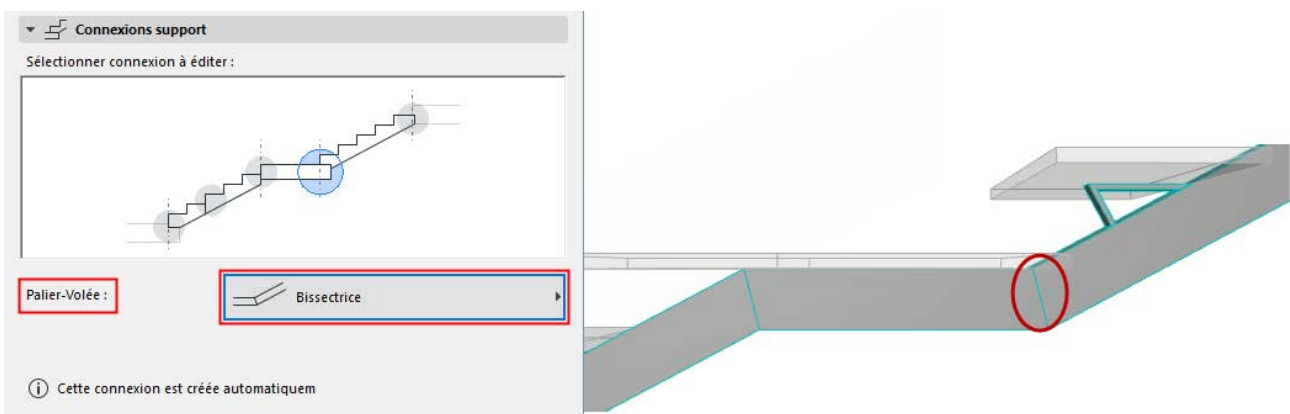 Connexions support
Sélectionner connexion à éditer :
Palier-Volée :
Bissectrice
Cette connexion est créée automatiquem